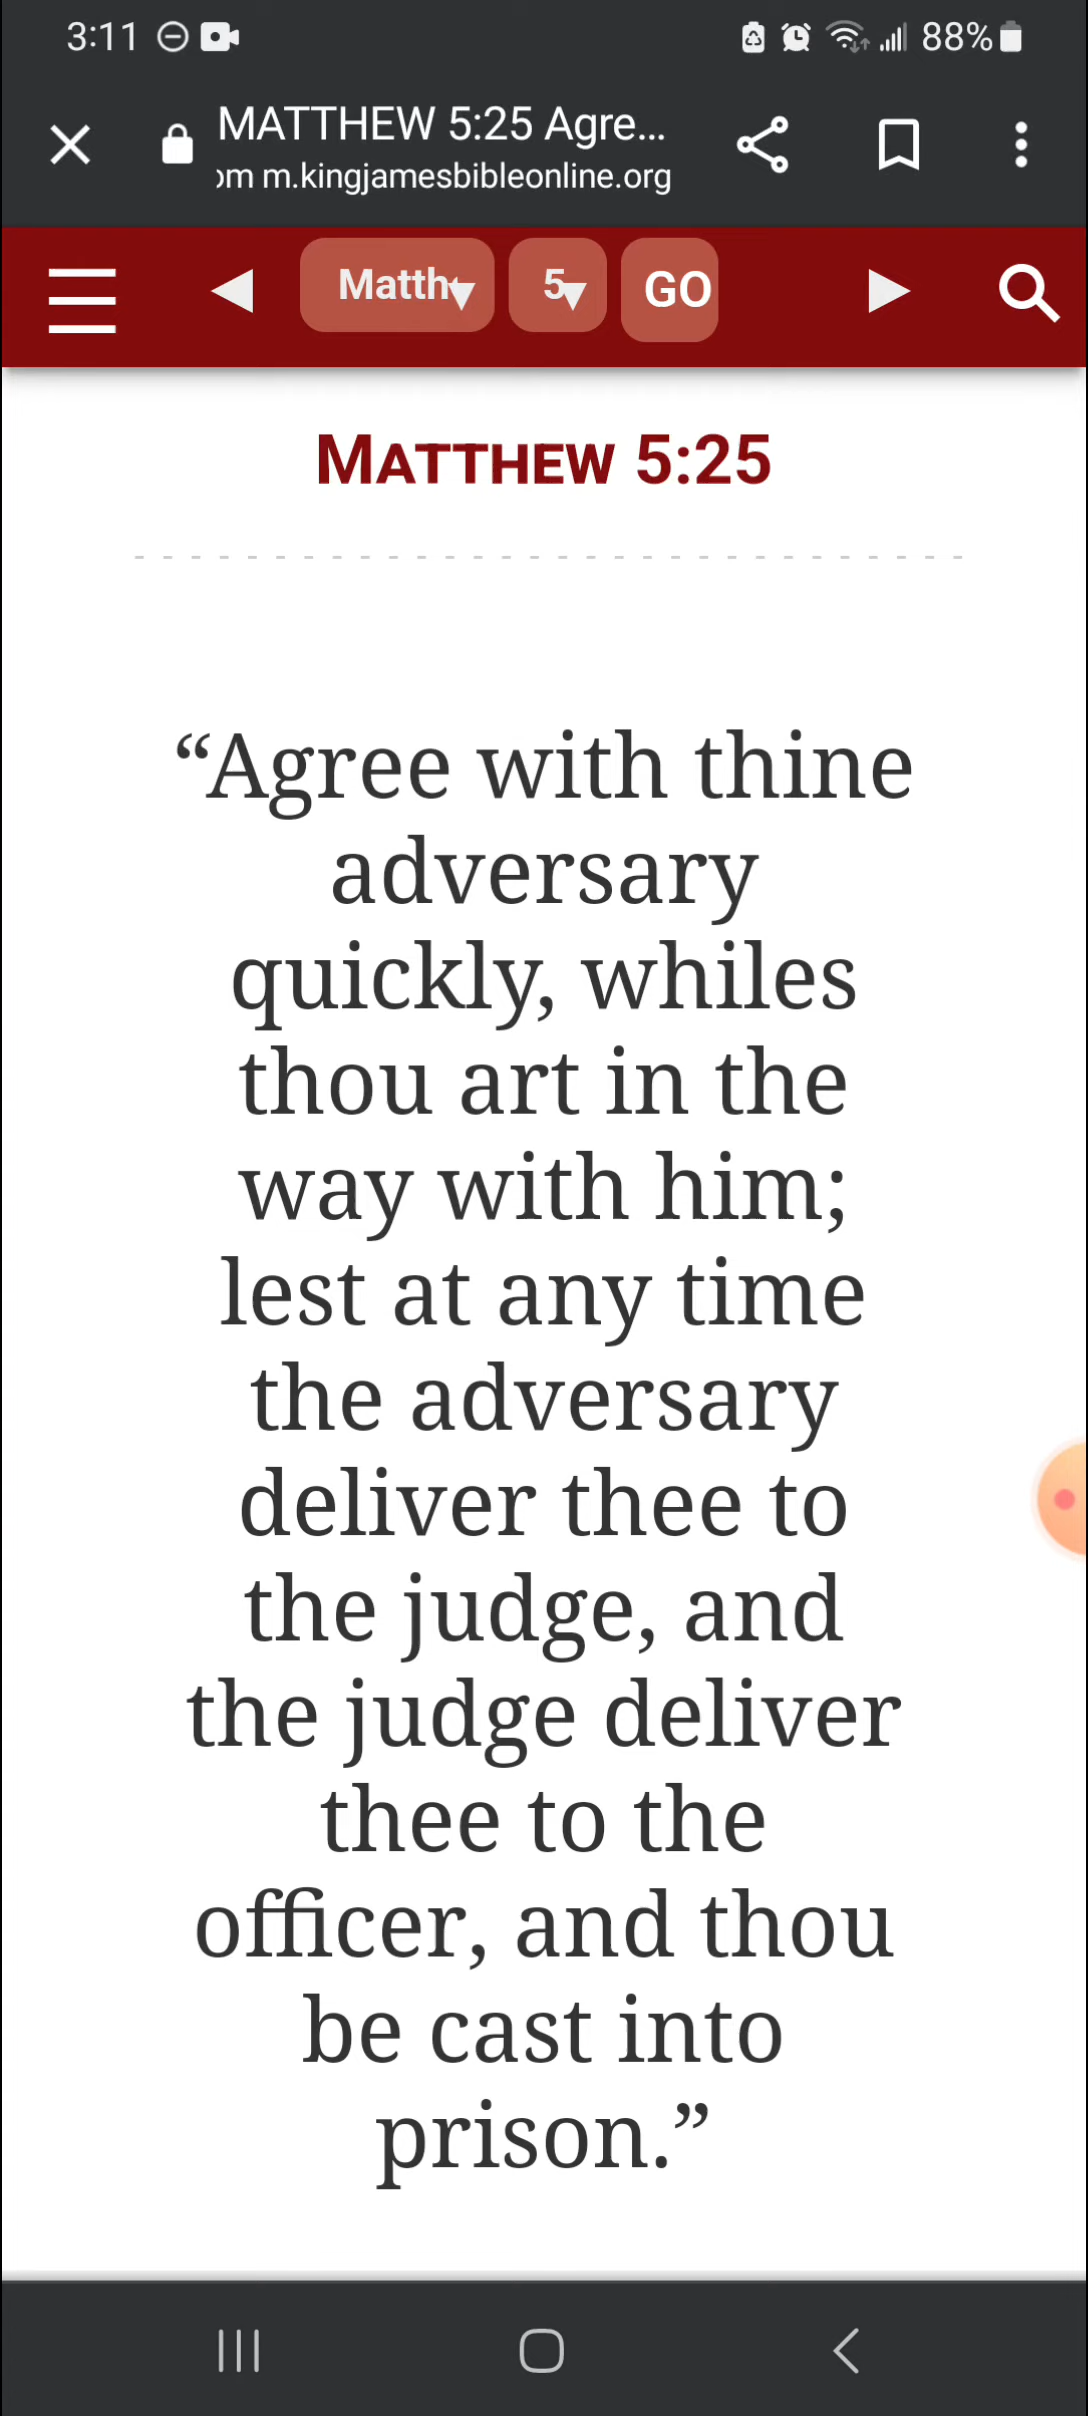 3:11 88%
MATTHEW 5:25 Agre...
om m.kingjamesbibleonline.org
Matth 5 GO
MATTHEW 5:25
“Agree with thine
adversary
quickly, whiles
thou art in the
way with him;
lest at any time
the adversary
deliver thee to
the judge, and
the judge deliver
thee to the
officer, and thou
be cast into
prison.”